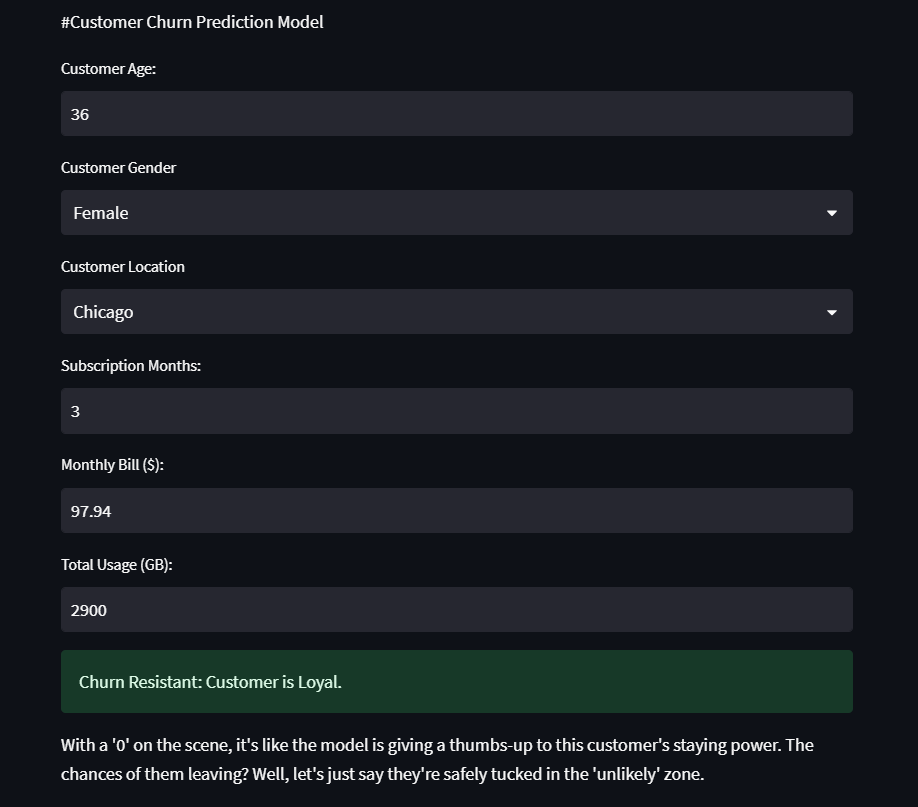 #Customer Churn Prediction Model
Customer Age:
36
Customer Gender
Female
Customer Location
Chicago
Subscription Months:
3
Monthly Bill ($):
97.94
Total Usage (GB):
2900
Churn Resistant: Customer is Loyal.
With a '0' on the scene, it's like the model is giving a thumbs-up to this customer's staying power. The
chances of them leaving? Well, let's just say they're safely tucked in the 'unlikely' zone.